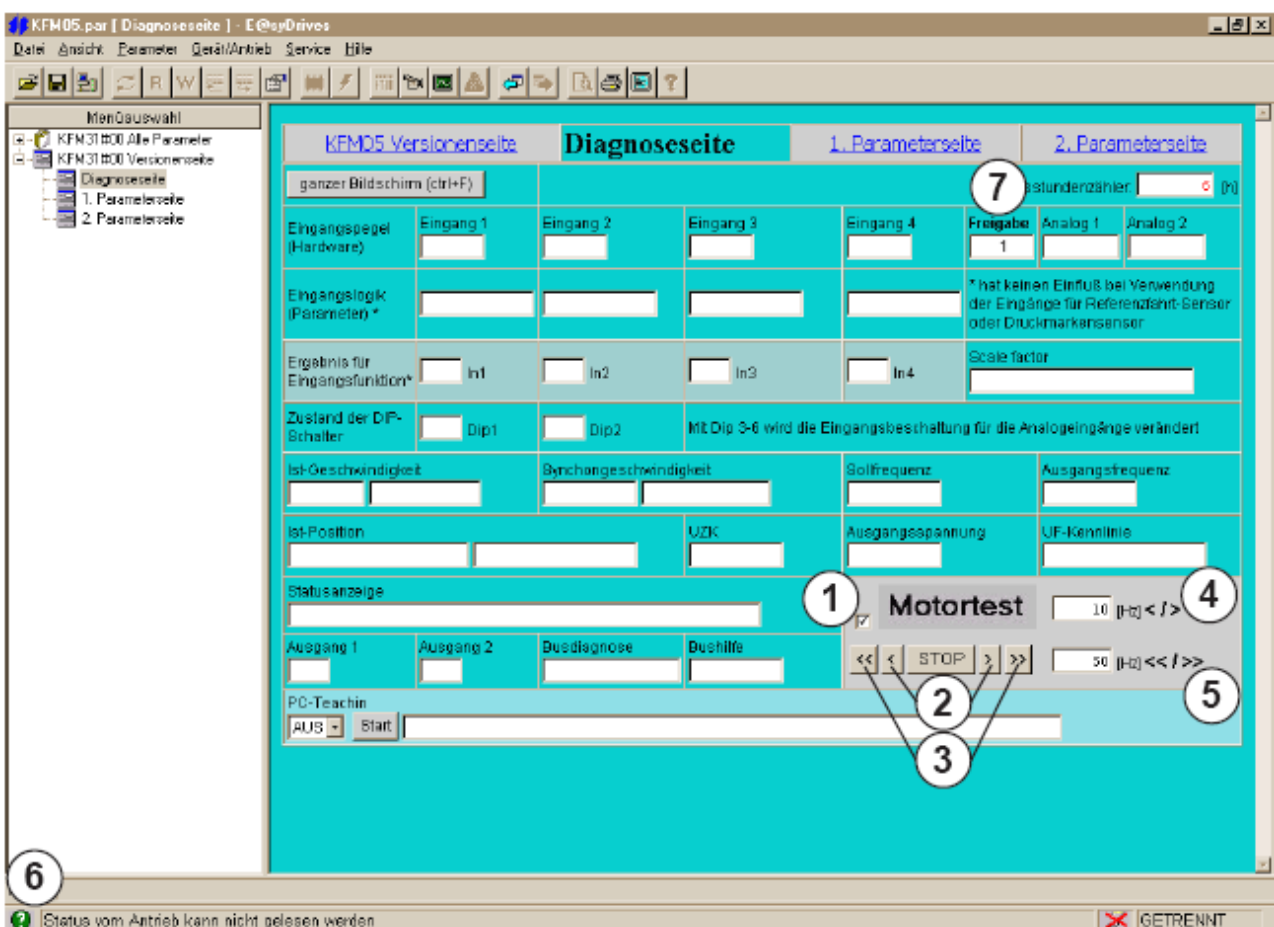 KFM05.par [ Diagnoseseite ] - E@syDrives
Datei Ansicht Parameter Gerät/Antrieb Service Hilfe
R W
Menüauswahl
KFM31#00 Alle Parameter
KFM31#00 Versionenseite
Diagnoseseite
1. Parameterseite
2. Parameterseite
KFM05 Versionenseite Diagnoseseite 1. Parameterseite 2. Parameterseite
ganzer Bildschirm (ctrl+F) 7 sstundenzähler: 0 [h]
Eingangspegel (Hardware)
Eingang 1 Eingang 2 Eingang 3 Eingang 4 Freigabe Analog 1 Analog 2
1
Eingangslogik (Parameter) *
* hat keinen Einfluß bei Verwendung
der Eingänge für Referenzfahrt-Sensor
oder Druckmarkensensor
Ergebnis für Eingangsfunktion*
In1 In2 In3 In4 Scale factor
Zustand der DIP-Schalter
Dip1 Dip2 Mit Dip 3-6 wird die Eingangsbeschaltung für die Analogeingänge verändert
Ist-Geschwindigkeit Synchongeschwindigkeit Sollfrequenz Ausgangsfrequenz
Ist-Position UZK Ausgangsspannung UF-Kennlinie
Statusanzeige
1 Motortest 10 [Hz] < / > 4
Ausgang 1 Ausgang 2 Busdiagnose Bushilfe
<< < STOP > >> 50 [Hz] << / >>
2 5
PC-Teachin
AUS Start
3
6
Status vom Antrieb kann nicht gelesen werden GETRENNT